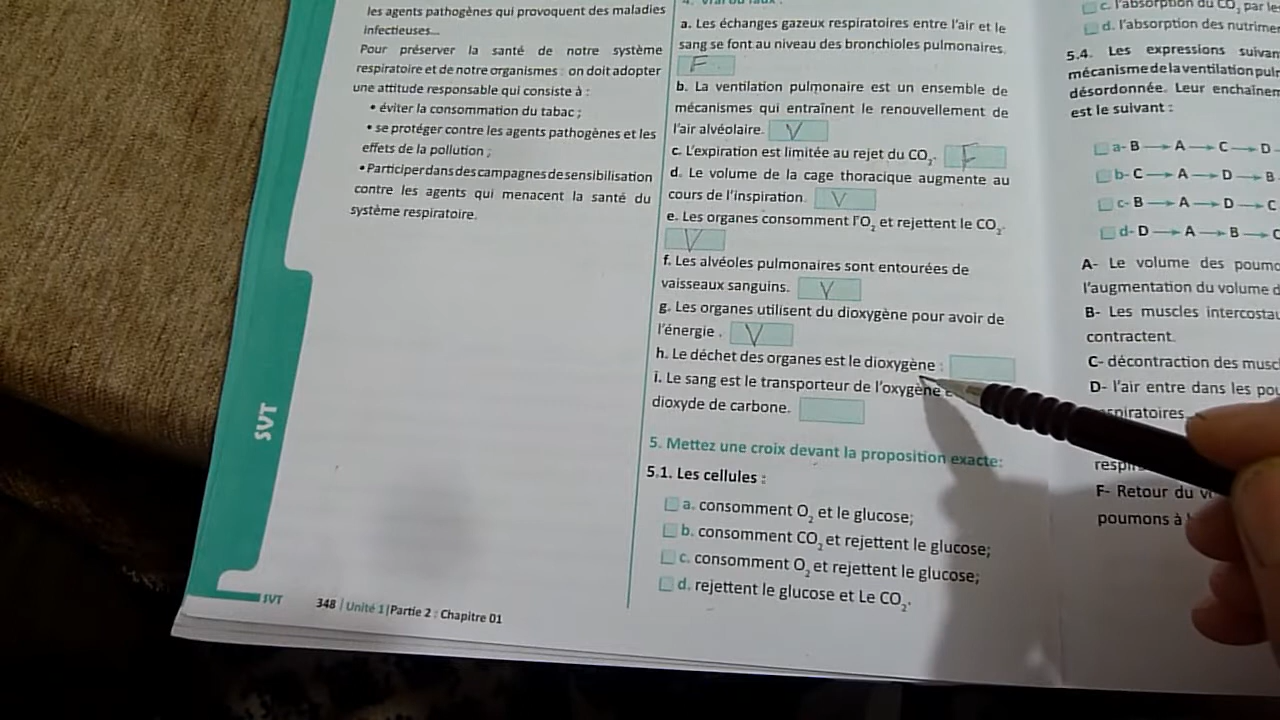 les agents pathogènes qui provoquent des maladies
infectieuses...
Pour préserver la santé de notre système
respiratoire et de notre organismes : on doit adopter
une attitude responsable qui consiste à :
• éviter la consommation du tabac ;
• se protéger contre les agents pathogènes et les
effets de la pollution ;
• Participer dans des campagnes de sensibilisation
contre les agents qui menacent la santé du
système respiratoire.
SVT
SVT
348 | Unité 1|Partie 2 : Chapitre 01
4. Vrai ou faux :
a. Les échanges gazeux respiratoires entre l'air et le
sang se font au niveau des bronchioles pulmonaires.
F
b. La ventilation pulmonaire est un ensemble de
mécanismes qui entraînent le renouvellement de
l'air alvéolaire. V
c. L'expiration est limitée au rejet du CO₂. F
d. Le volume de la cage thoracique augmente au
cours de l'inspiration. V
e. Les organes consomment l'O₂ et rejettent le CO₂.
V
f. Les alvéoles pulmonaires sont entourées de
vaisseaux sanguins. V
g. Les organes utilisent du dioxygène pour avoir de
l'énergie . V
h. Le déchet des organes est le dioxygène :
i. Le sang est le transporteur de l'oxygène
dioxyde de carbone.
5. Mettez une croix devant la proposition exacte:
5.1. Les cellules :
a. consomment O₂ et le glucose;
b. consomment CO₂ et rejettent le glucose;
c. consomment O₂ et rejettent le glucose;
d. rejettent le glucose et Le CO₂.
c. l'absorption du CO₂ par
d. l'absorption des
5.4. Les expressions
mécanisme de la ventilation
désordonnée. Leur
est le suivant :
a- B → A → C → D
b- C → A → D → B
c- B → A → D → C
d- D → A → B → C
A- Le volume des
l'augmentation du volume
B- Les muscles
contractent.
C- décontraction des
D- l'air entre dans les
F- Retour du
poumons à